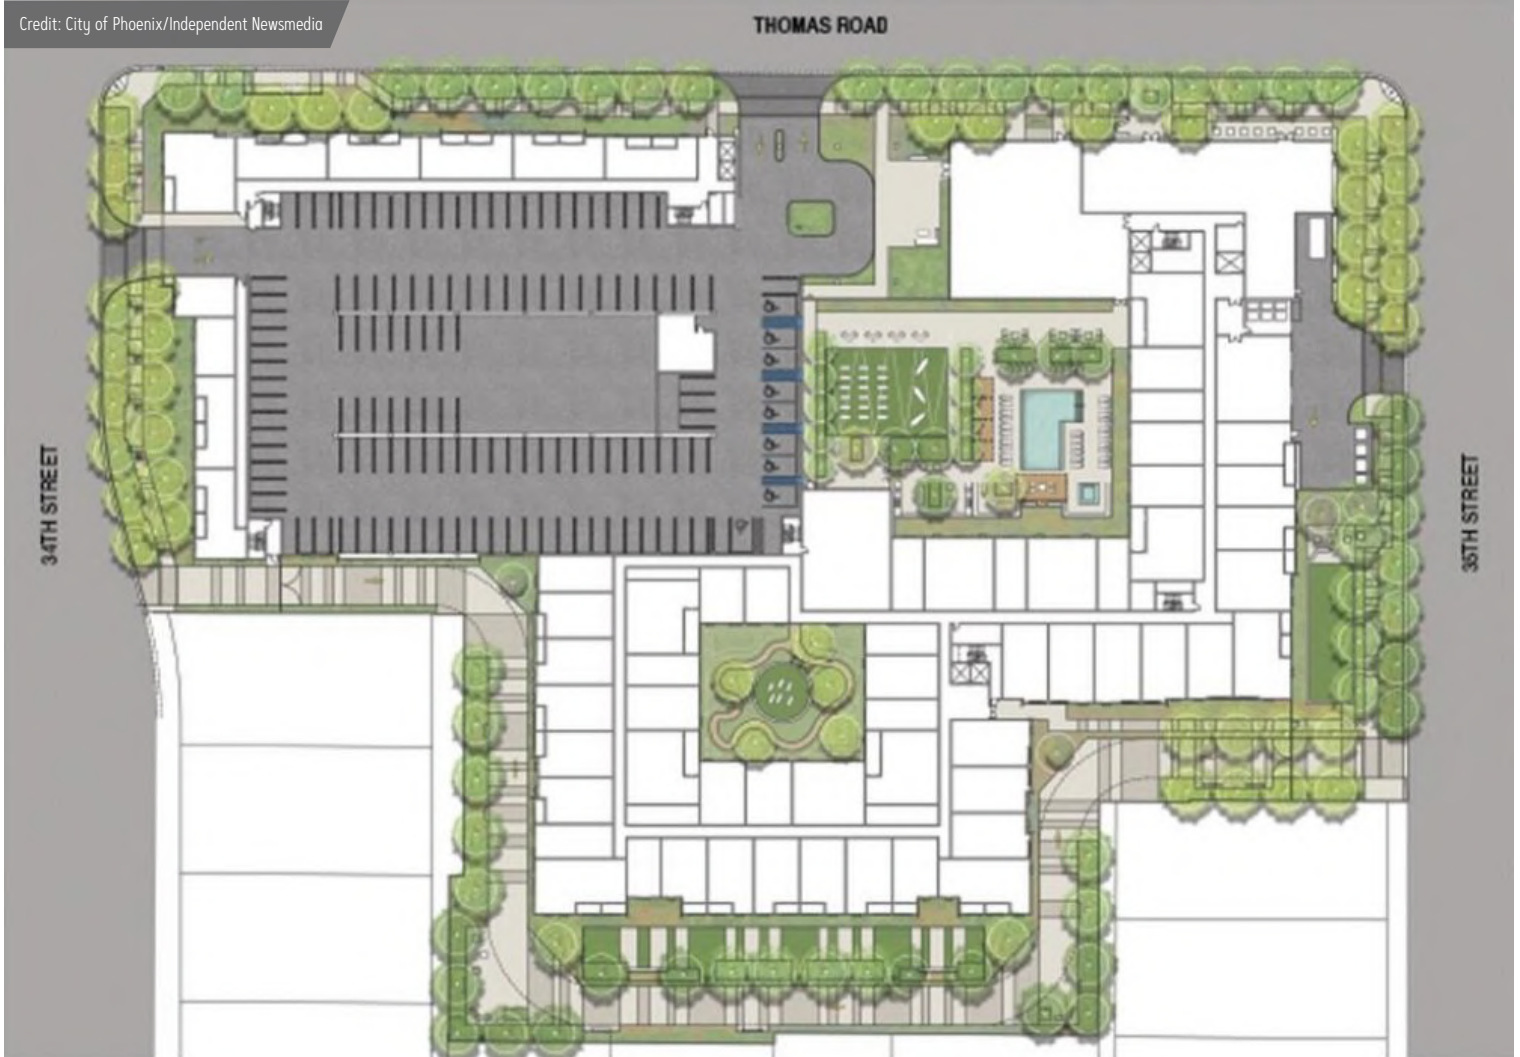 Credit: City of Phoenix/Independent Newsmedia
THOMAS ROAD
34TH STREET
35TH STREET